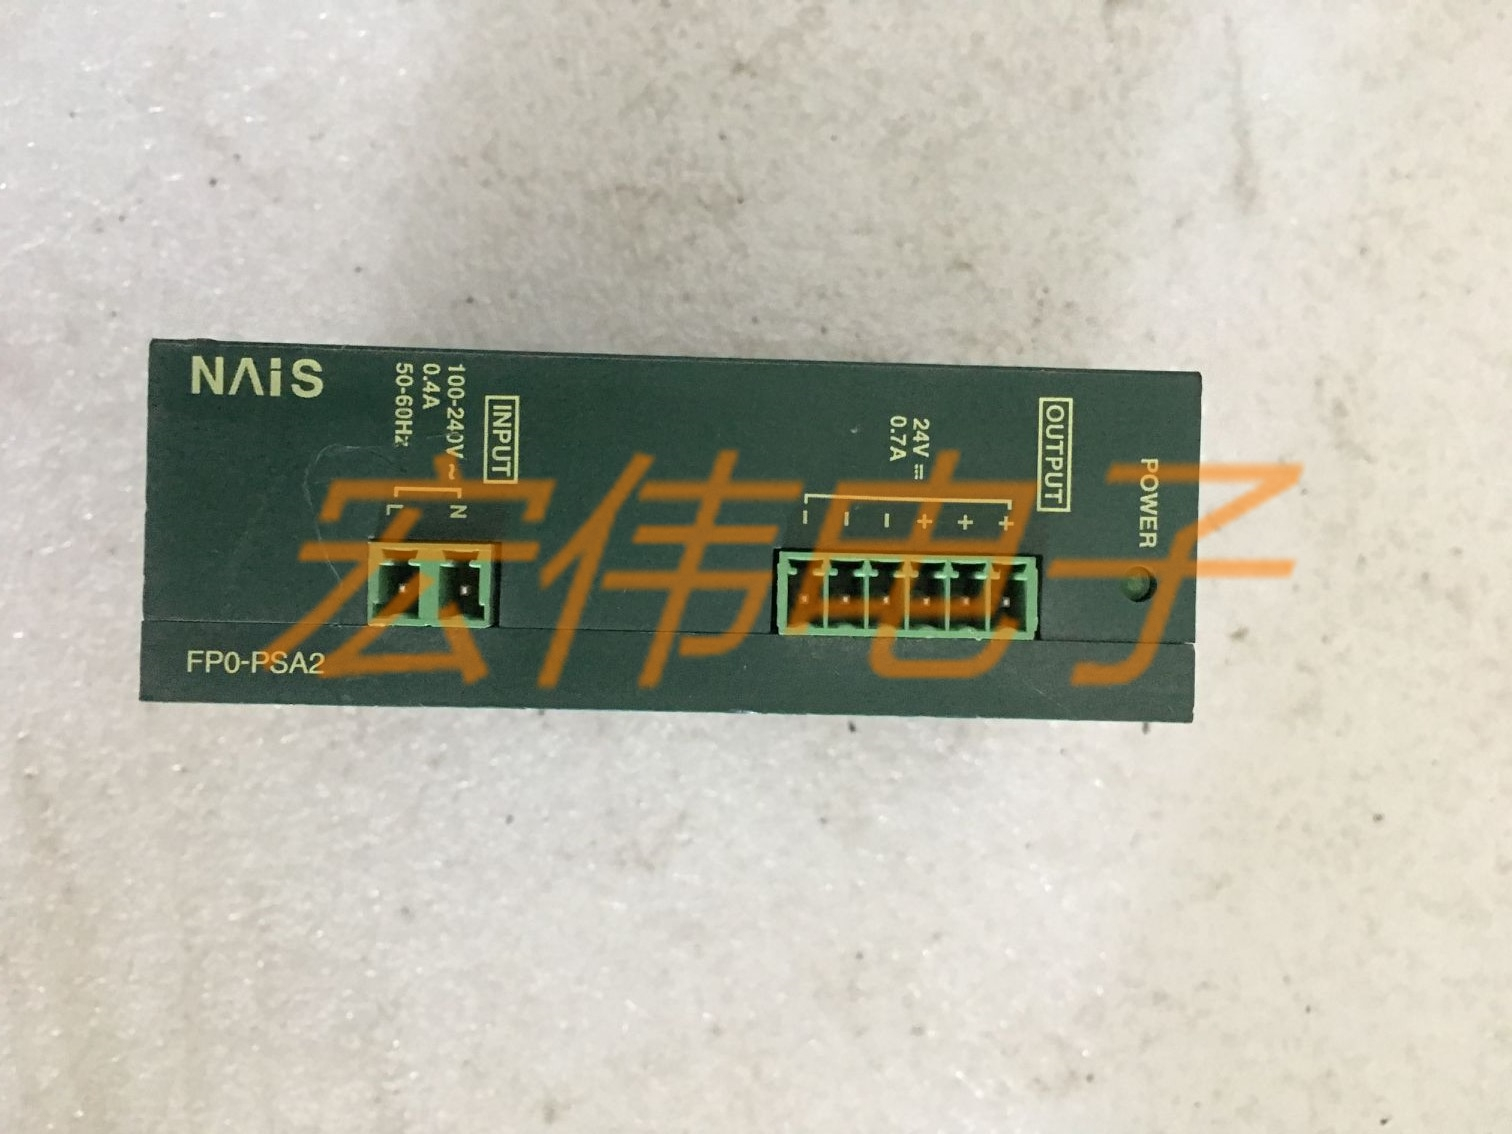 NAiS
100-240V ~
0.4A
50-60Hz
INPUT
L
N
24V ⎓
0.7A
OUTPUT
- - - + + +
POWER
FP0-PSA2
宏伟电子